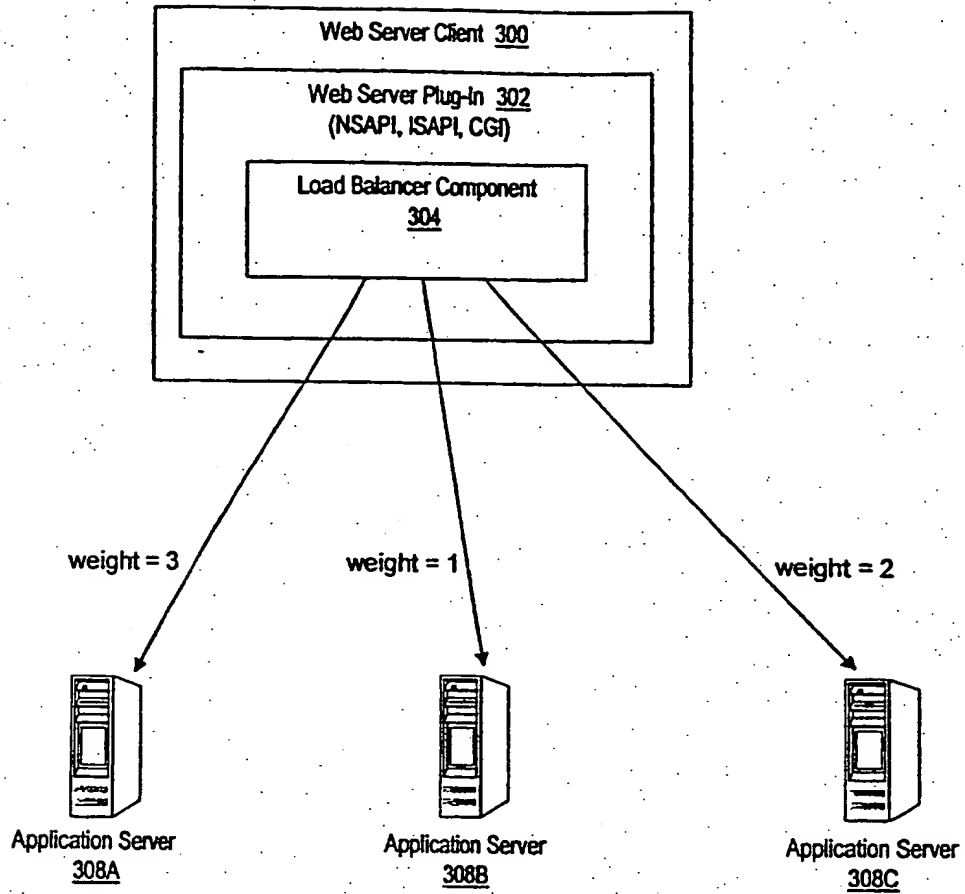 Web Server Client 300
Web Server Plug-in 302
(NSAPI, ISAPI, CGI)
Load Balancer Component
304
weight = 3
weight = 1
weight = 2
Application Server
308A
Application Server
308B
Application Server
308C